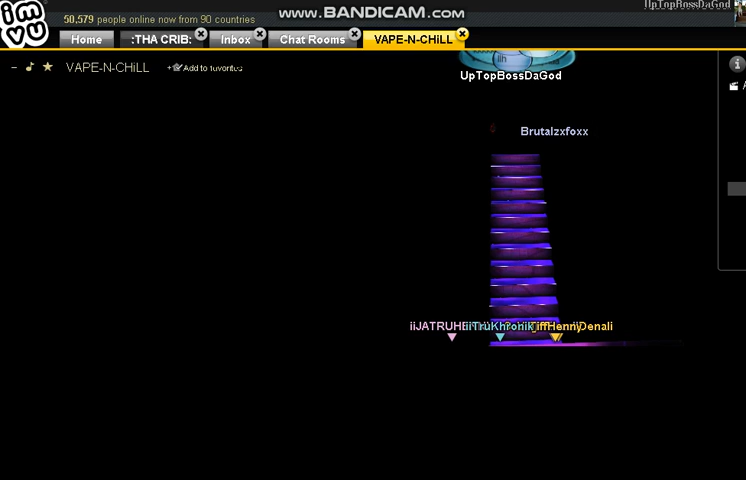 imvu
50,579 people online now from 90 countries
www.BANDICAM.com
UpTopBossDaGod
Home
:THA CRIB:
Inbox
Chat Rooms
VAPE-N-CHiLL
VAPE-N-CHiLL
+ Add to favorites
UpTopBossDaGod
Brutalzxfoxx
iiTruKhronik